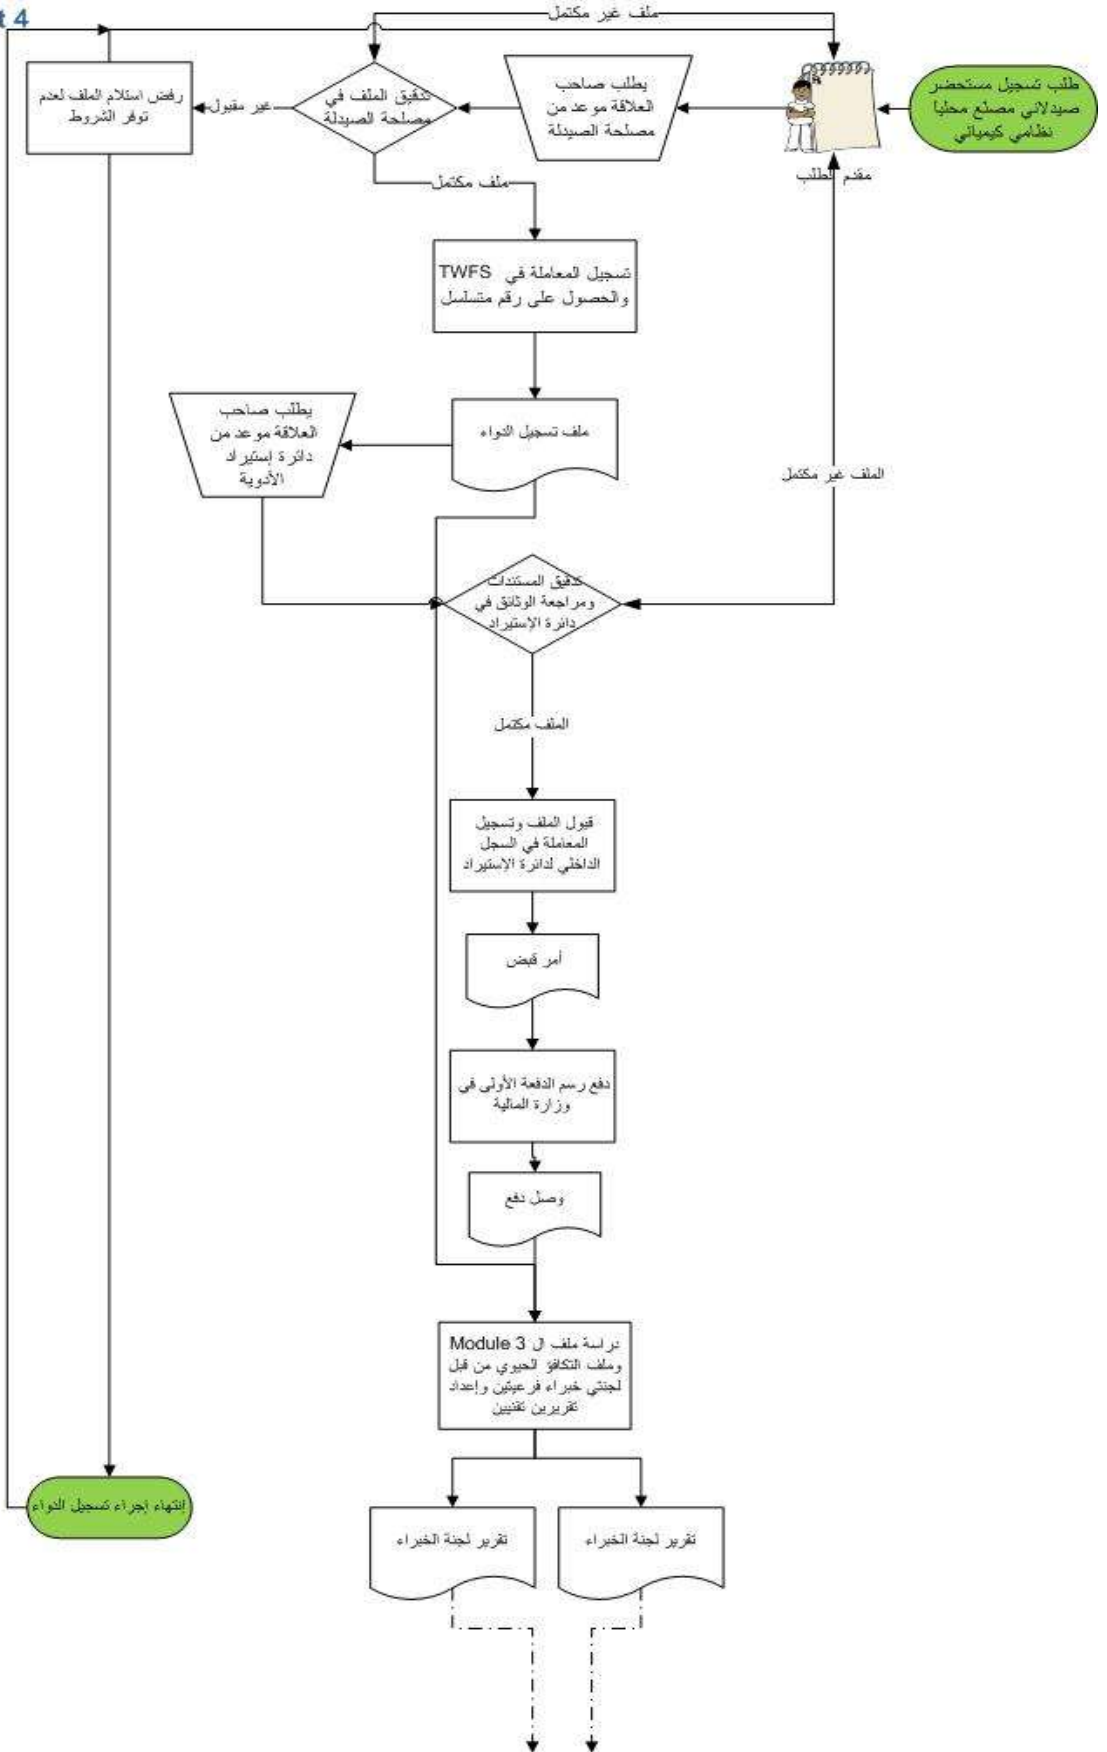 t 4
ملف غير مكتمل
طلب تسجيل مستحضر
صيدلاني مصنع محليا
نظامي كيميائي
مقدم الطلب
يطلب صاحب
العلاقة موعد من
مصلحة الصيدلة
تدقيق الملف في
مصلحة الصيدلة
غير مقبول
رفض استلام الملف لعدم
توفر الشروط
ملف مكتمل
تسجيل المعاملة في TWFS
والحصول على رقم متسلسل
ملف تسجيل الدواء
يطلب صاحب
العلاقة موعد من
دائرة إستيراد
الأدوية
الملف غير مكتمل
تدقيق المستندات
ومراجعة الوثائق في
دائرة الإستيراد
الملف مكتمل
قبول الملف وتسجيل
المعاملة في السجل
الداخلي لدائرة الإستيراد
أمر قبض
دفع رسم الدفعة الأولى في
وزارة المالية
وصل دفع
دراسة ملف ال Module 3
وملف التكافؤ الحيوي من قبل
لجنتي خبراء فرعيتين وإعداد
تقريرين تقنيين
إنتهاء إجراء تسجيل الدواء
تقرير لجنة الخبراء
تقرير لجنة الخبراء